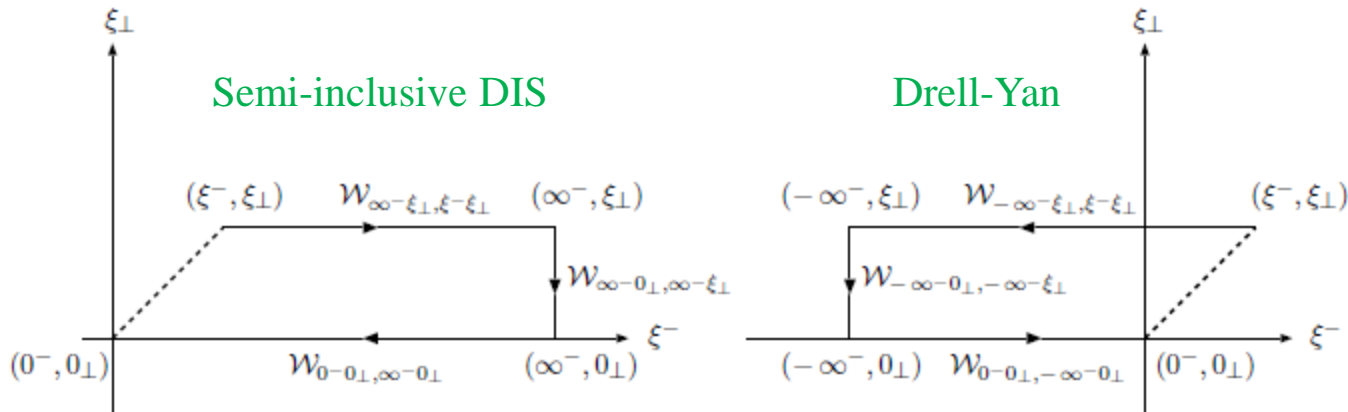 ξ⊥ ξ⊥
Semi-inclusive DIS Drell-Yan
(ξ⁻, ξ⊥) 𝒲∞⁻ξ⊥,ξ⁻ξ⊥ (∞⁻, ξ⊥) (−∞⁻, ξ⊥) 𝒲−∞⁻ξ⊥,ξ⁻ξ⊥ (ξ⁻, ξ⊥)
𝒲∞⁻0⊥,∞⁻ξ⊥ 𝒲−∞⁻0⊥,−∞⁻ξ⊥
ξ⁻ ξ⁻
(0⁻, 0⊥) 𝒲0⁻0⊥,∞⁻0⊥ (∞⁻, 0⊥) (−∞⁻, 0⊥) 𝒲0⁻0⊥,−∞⁻0⊥ (0⁻, 0⊥)